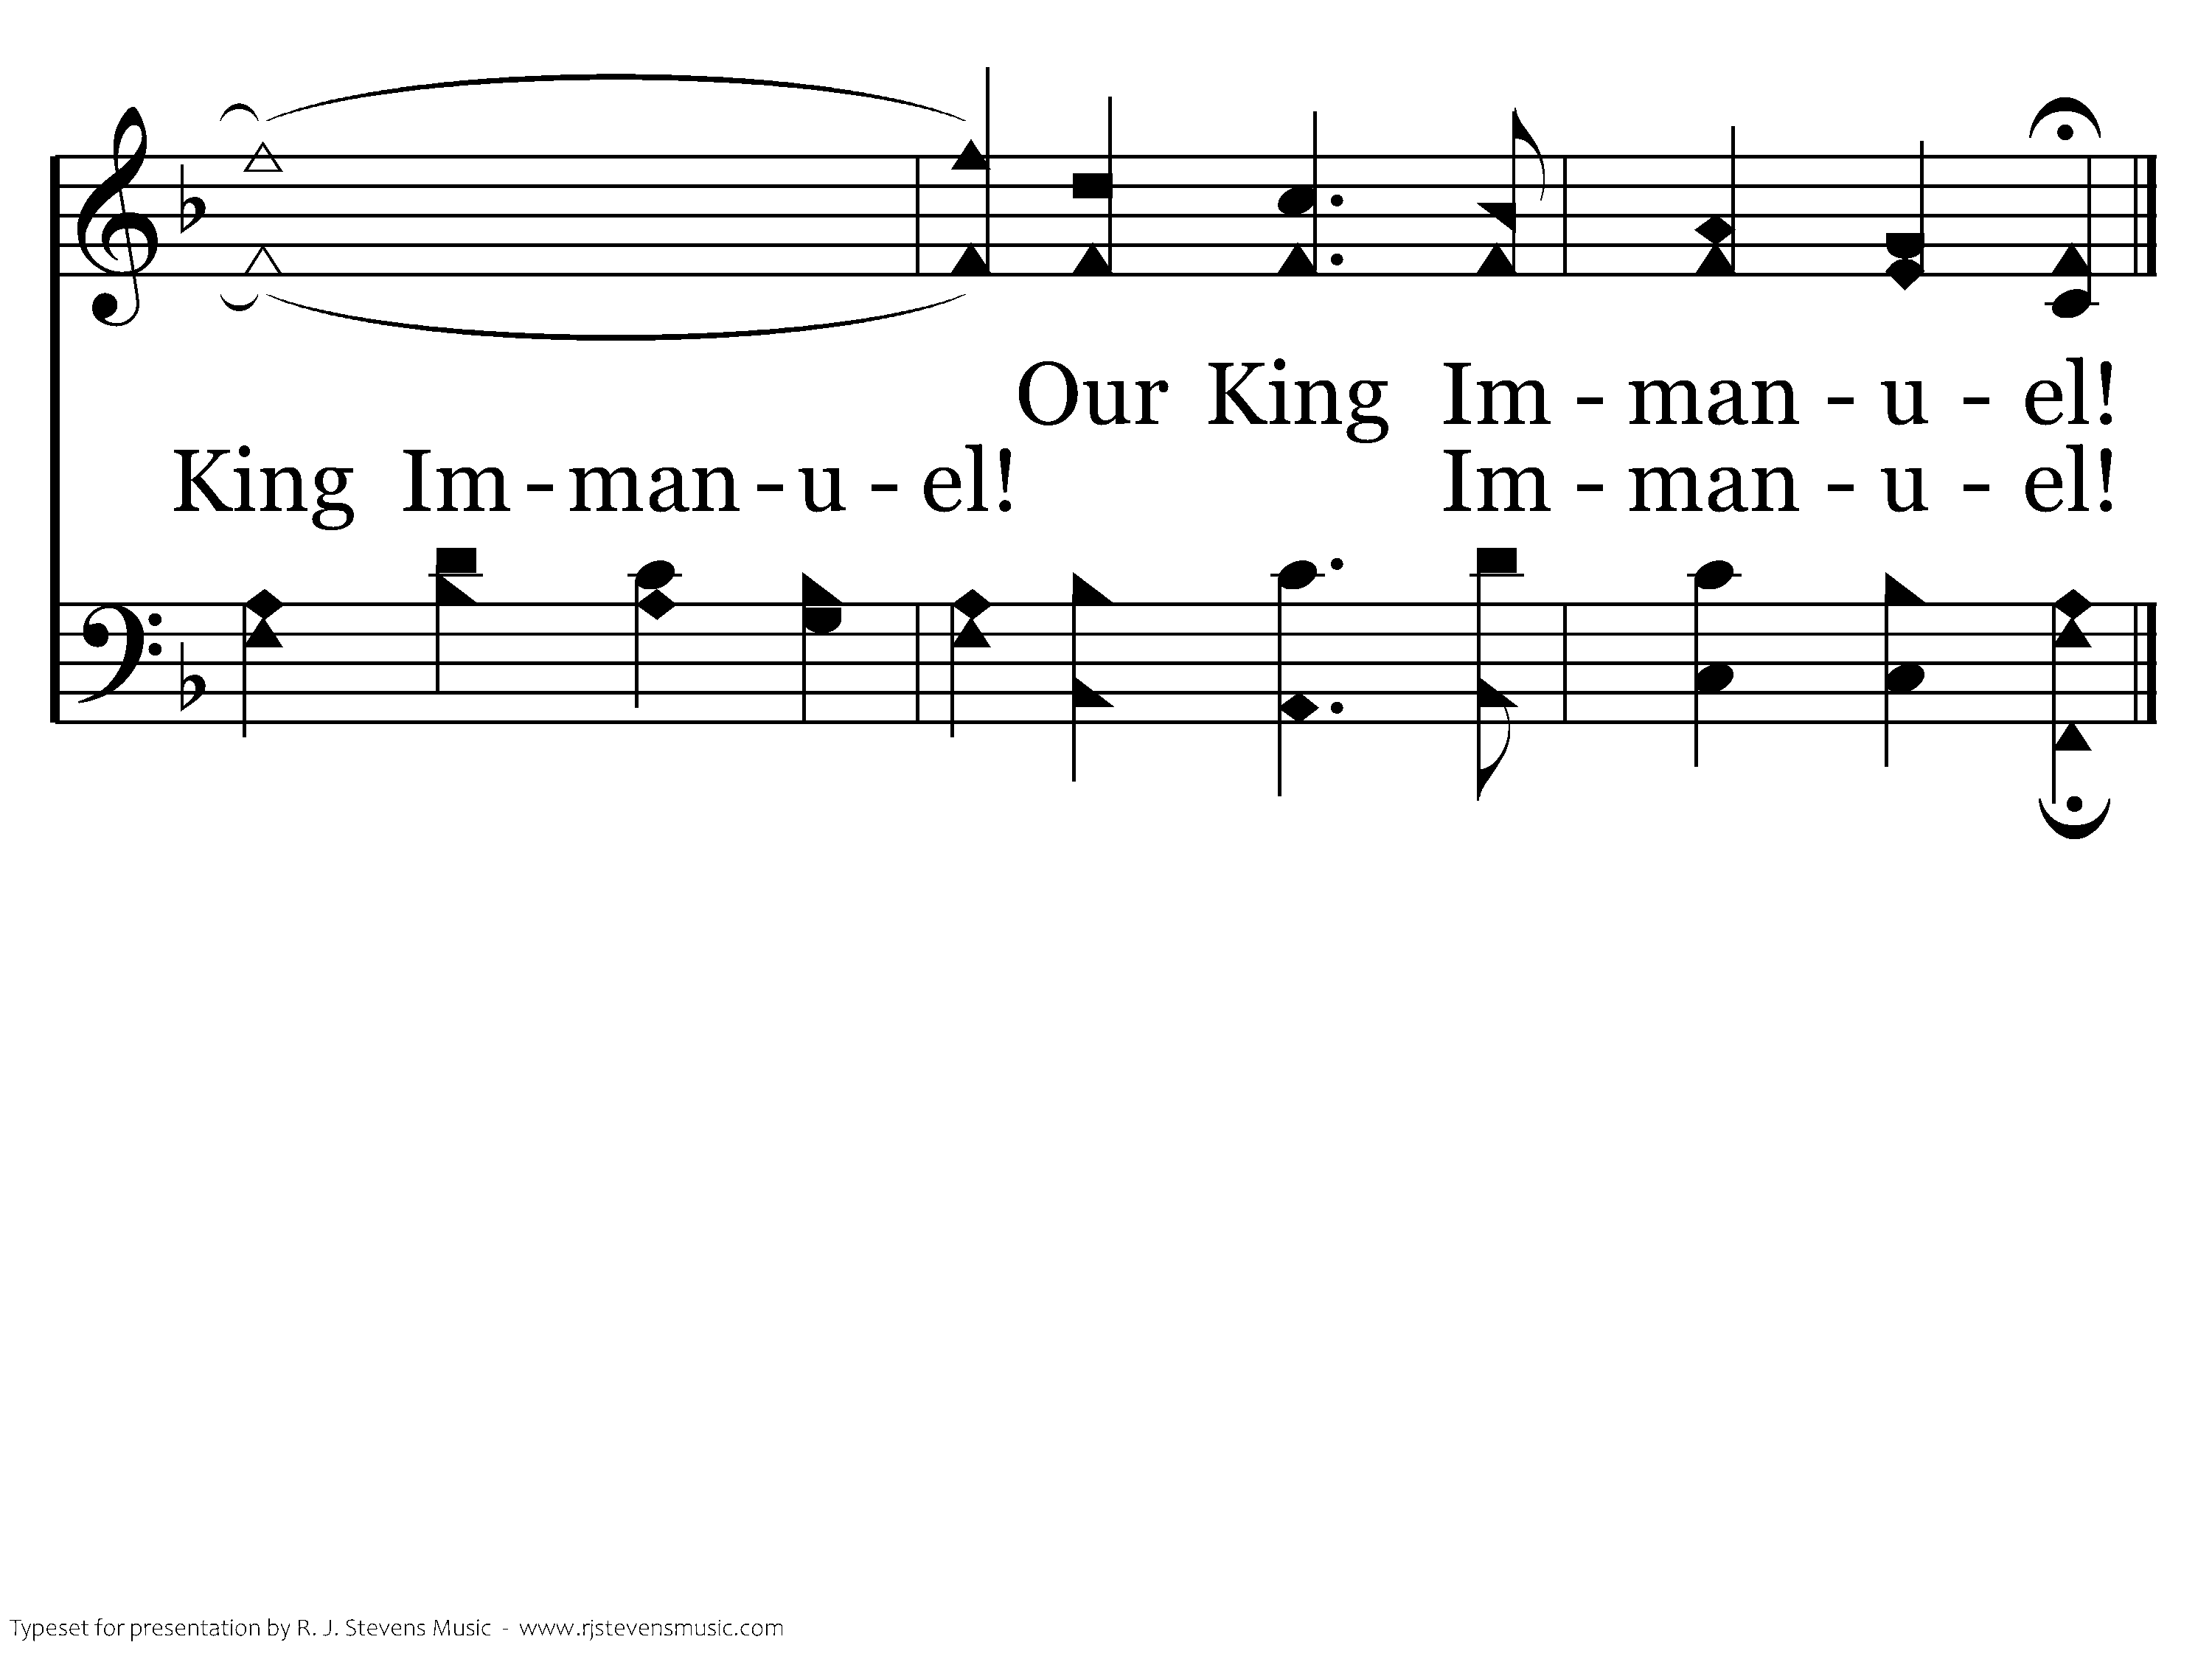 Our King Im - man - u - el!
King Im - man - u - el! Im - man - u - el!
Typeset for presentation by R. J. Stevens Music - www.rjstevensmusic.com